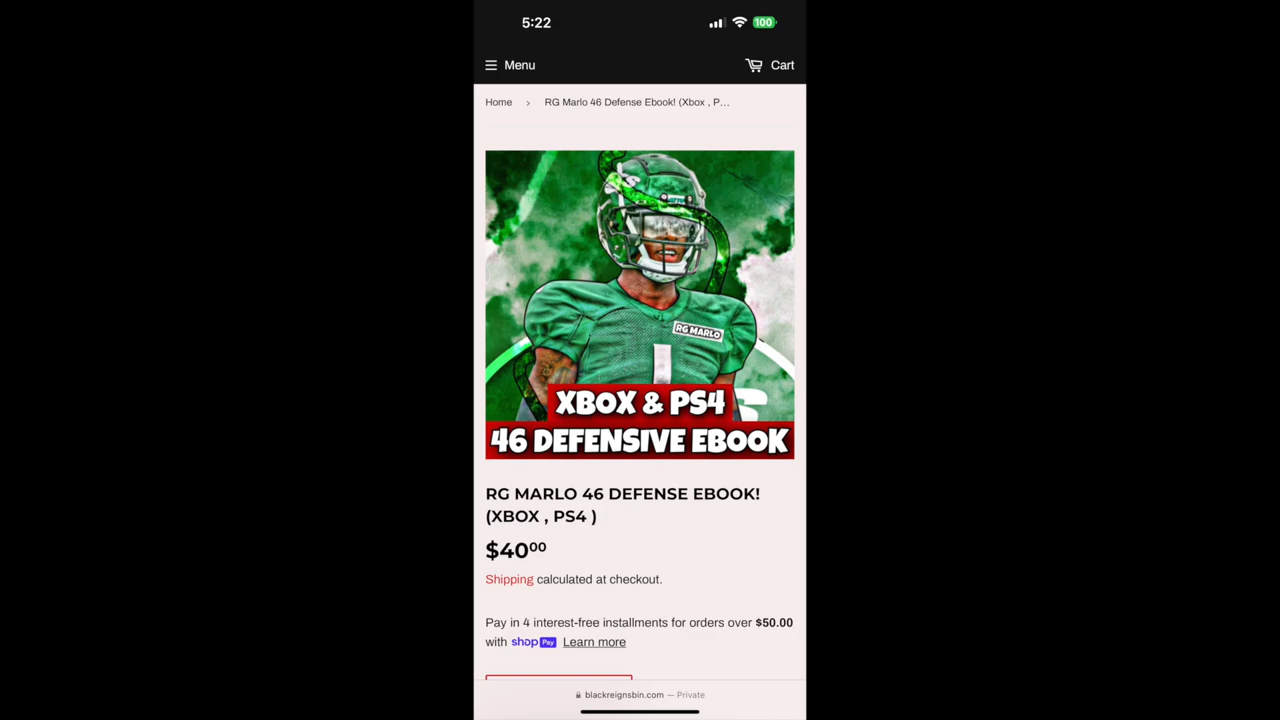 5:22
100
Menu
Cart
Home › RG Marlo 46 Defense Ebook! (Xbox , P...
RG MARLO
XBOX & PS4
46 DEFENSIVE EBOOK
RG MARLO 46 DEFENSE EBOOK!
(XBOX , PS4 )
$4000
Shipping calculated at checkout.
Pay in 4 interest-free installments for orders over $50.00
with shop Pay Learn more
blackreignsbin.com — Private